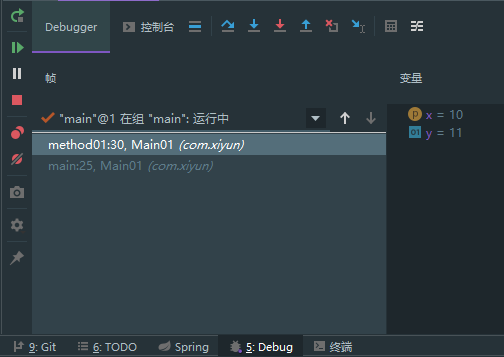 Debugger 控制台
帧
变量
"main"@1 在组 "main": 运行中
method01:30, Main01 (com.xiyun)
main:25, Main01 (com.xiyun)
p x = 10
01 y = 11
9: Git 6: TODO Spring 5: Debug 终端